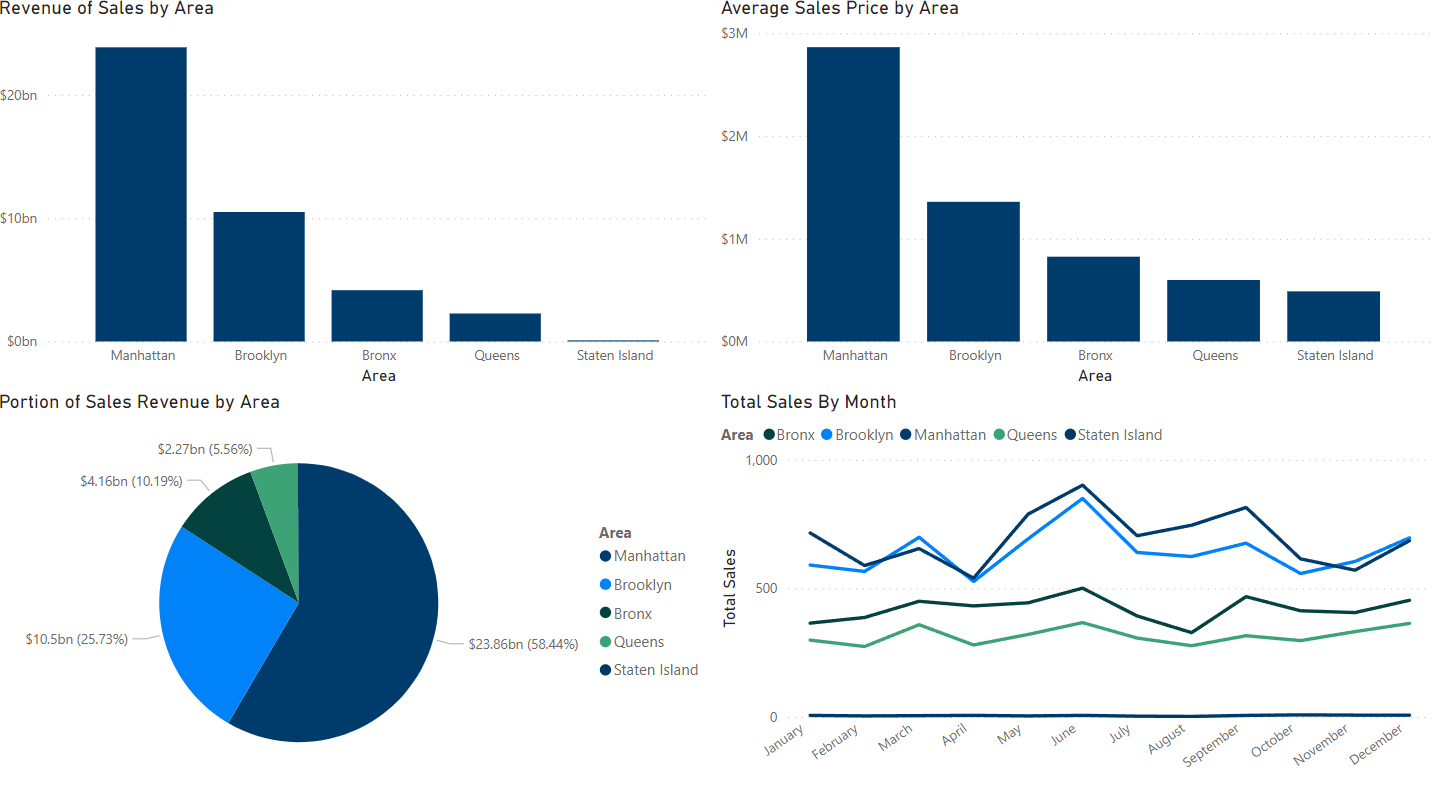 Revenue of Sales by Area
$20bn
$10bn
$0bn
Manhattan
Brooklyn
Bronx
Queens
Staten Island
Area
Average Sales Price by Area
$3M
$2M
$1M
$0M
Manhattan
Brooklyn
Bronx
Queens
Staten Island
Area
Portion of Sales Revenue by Area
$2.27bn (5.56%)
$4.16bn (10.19%)
$10.5bn (25.73%)
$23.86bn (58.44%)
Area
Manhattan
Brooklyn
Bronx
Queens
Staten Island
Total Sales By Month
Area Bronx Brooklyn Manhattan Queens Staten Island
Total Sales
1,000
500
0
January
February
March
April
May
June
July
August
September
October
November
December